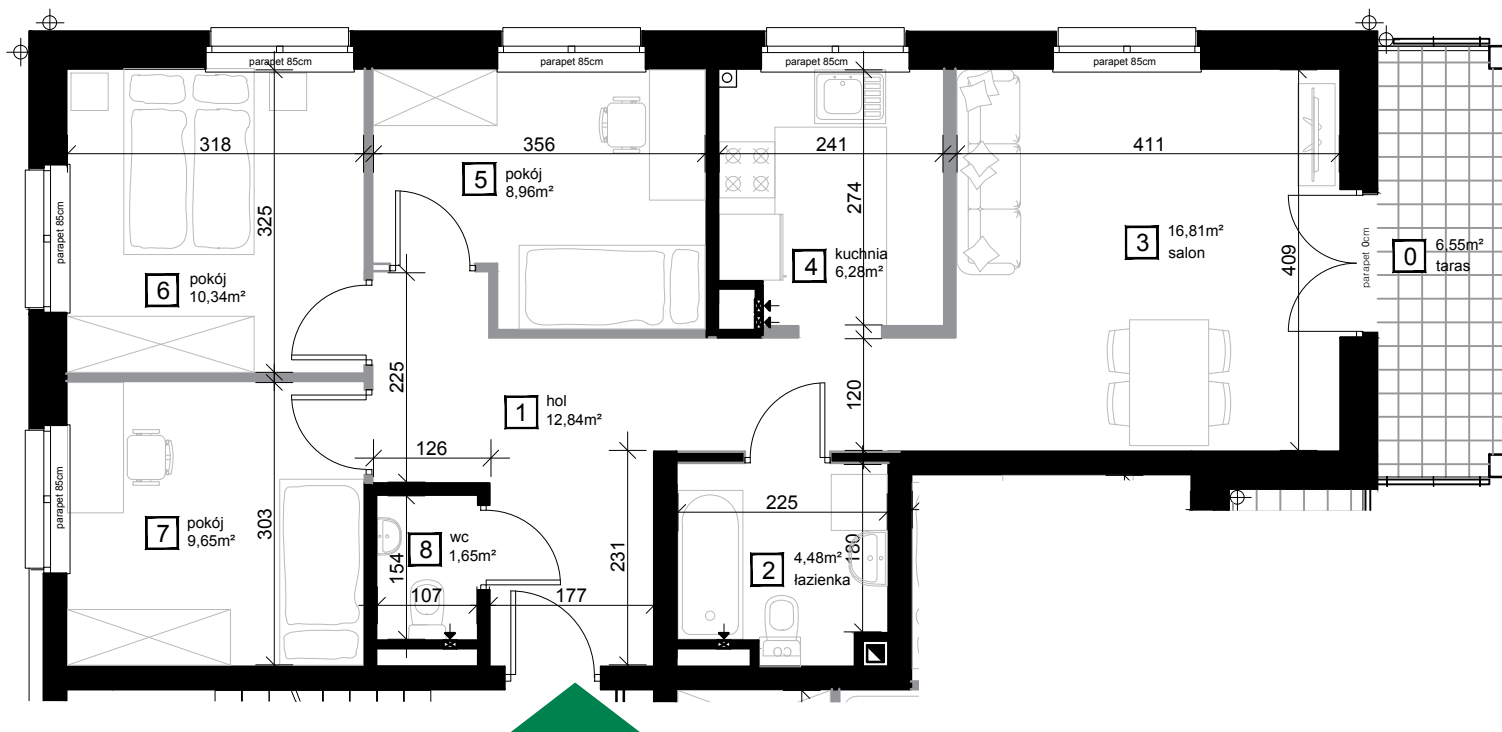 parapet 85cm
parapet 85cm
parapet 85cm
parapet 85cm
318
356
241
411
5
pokój
8,96m²
274
325
parapet 85cm
6
pokój
10,34m²
4
kuchnia
6,28m²
3
16,81m²
salon
409
parapet 0cm
0
6,55m²
taras
225
1
hol
12,84m²
120
126
parapet 85cm
7
pokój
9,65m²
303
154
8
wc
1,65m²
107
177
231
225
2
4,48m²
łazienka
180